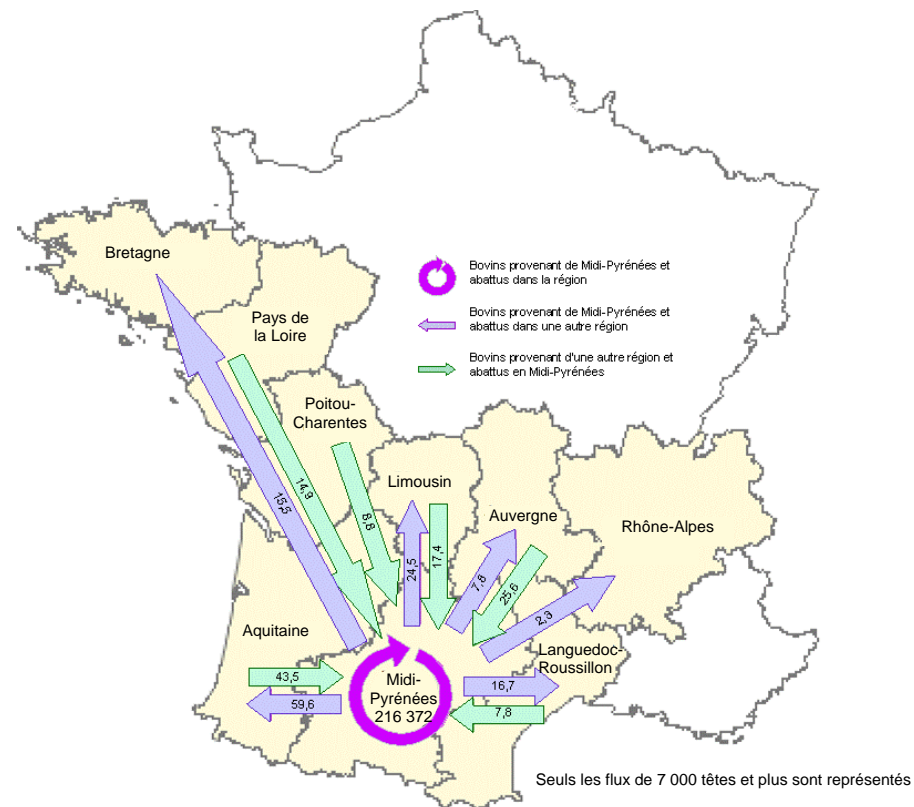 Bretagne
Pays de
la Loire
Poitou-
Charentes
Limousin
Auvergne
Rhône-Alpes
Aquitaine
Languedoc-
Roussillon
Midi-
Pyrénées
216 372
Bovins provenant de Midi-Pyrénées et
abattus dans la région
Bovins provenant de Midi-Pyrénées et
abattus dans une autre région
Bovins provenant d'une autre région et
abattus en Midi-Pyrénées
15,5
14,9
8,8
24,5
17,4
7,8
25,6
2,3
43,5
59,6
16,7
7,8
Seuls les flux de 7 000 têtes et plus sont représentés